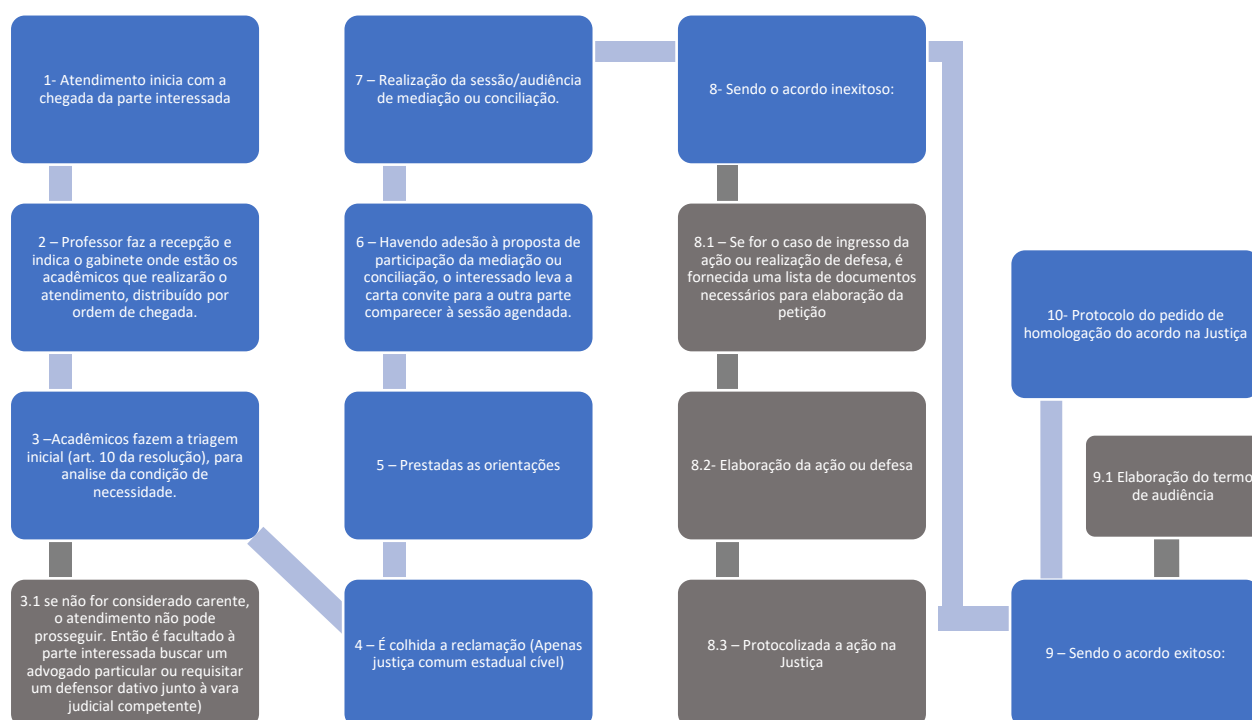 1- Atendimento inicia com a
chegada da parte interessada
2 – Professor faz a recepção e
indica o gabinete onde estão os
acadêmicos que realizarão o
atendimento, distribuído por
ordem de chegada.
3 –Acadêmicos fazem a triagem
inicial (art. 10 da resolução), para
analise da condição de
necessidade.
3.1 se não for considerado carente,
o atendimento não pode
prosseguir. Então é facultado à
parte interessada buscar um
advogado particular ou requisitar
um defensor dativo junto à vara
judicial competente)
4 – É colhida a reclamação (Apenas
justiça comum estadual cível)
5 – Prestadas as orientações
6 – Havendo adesão à proposta de
participação da mediação ou
conciliação, o interessado leva a
carta convite para a outra parte
comparecer à sessão agendada.
7 – Realização da sessão/audiência
de mediação ou conciliação.
8- Sendo o acordo inexitoso:
8.1 – Se for o caso de ingresso da
ação ou realização de defesa, é
fornecida uma lista de documentos
necessários para elaboração da
petição
8.2- Elaboração da ação ou defesa
8.3 – Protocolizada a ação na
Justiça
9 – Sendo o acordo exitoso:
9.1 Elaboração do termo
de audiência
10- Protocolo do pedido de
homologação do acordo na Justiça